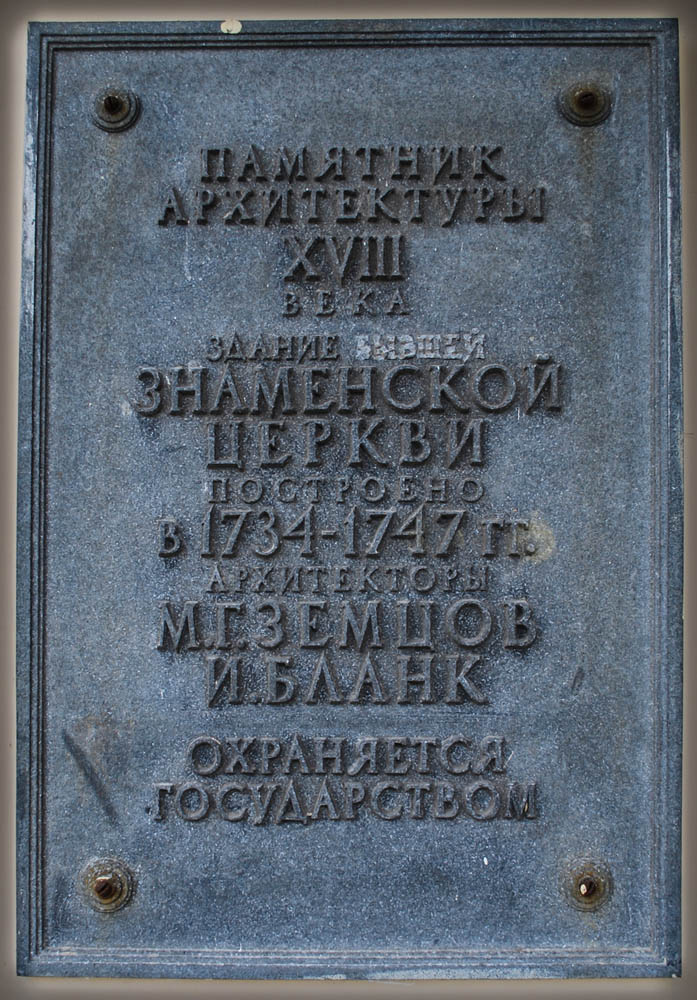 ПАМЯТНИК
АРХИТЕКТУРЫ
XVIII
ВЕКА
ЗДАНИЕ БЫВШЕЙ
ЗНАМЕНСКОЙ
ЦЕРКВИ
ПОСТРОЕНО
В 1734-1747 ГГ.
АРХИТЕКТОРЫ
М.Г.ЗЕМЦОВ
И.БЛАНК
ОХРАНЯЕТСЯ
ГОСУДАРСТВОМ